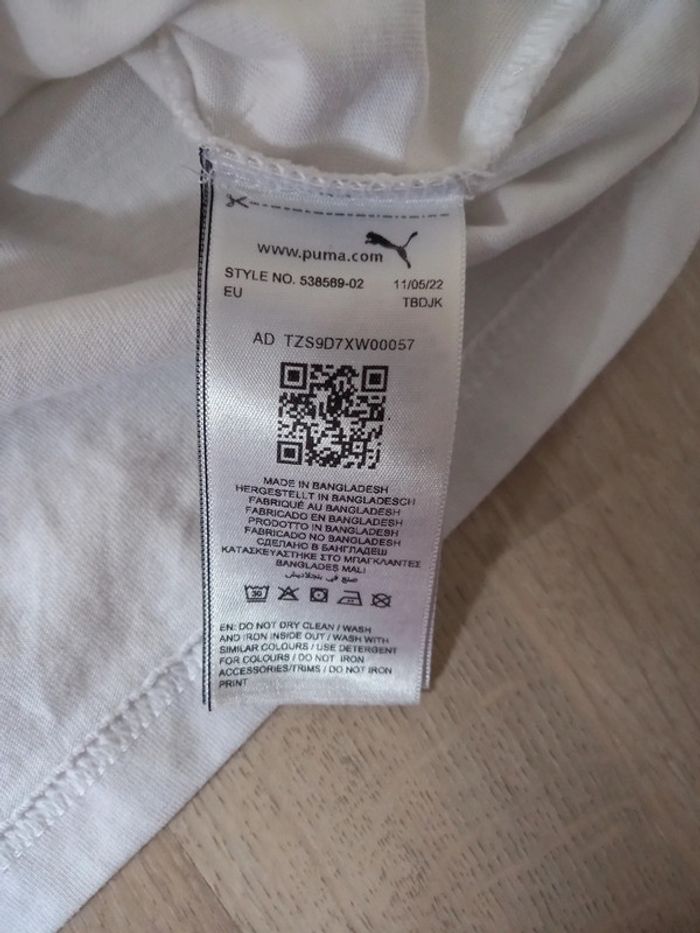 www.puma.com
STYLE NO. 538589-02 11/05/22
EU TBDJK
AD TZS9D7XW00057
MADE IN BANGLADESH
HERGESTELLT IN BANGLADESCH
FABRIQUÉ AU BANGLADESH
FABRICADO EN BANGLADESH
PRODOTTO IN BANGLADESH
FABRICADO NO BANGLADESH
СДЕЛАНО В БАНГЛАДЕШ
ΚΑΤΑΣΚΕΥΑΣΤΗΚΕ ΣΤΟ ΜΠΑΓΚΛΑΝΤΕΣ
BANGLADES MALI
صنع في بنجلاديش
30
EN: DO NOT DRY CLEAN / WASH
AND IRON INSIDE OUT / WASH WITH
SIMILAR COLOURS / USE DETERGENT
FOR COLOURS / DO NOT IRON
ACCESSORIES/TRIMS / DO NOT IRON
PRINT